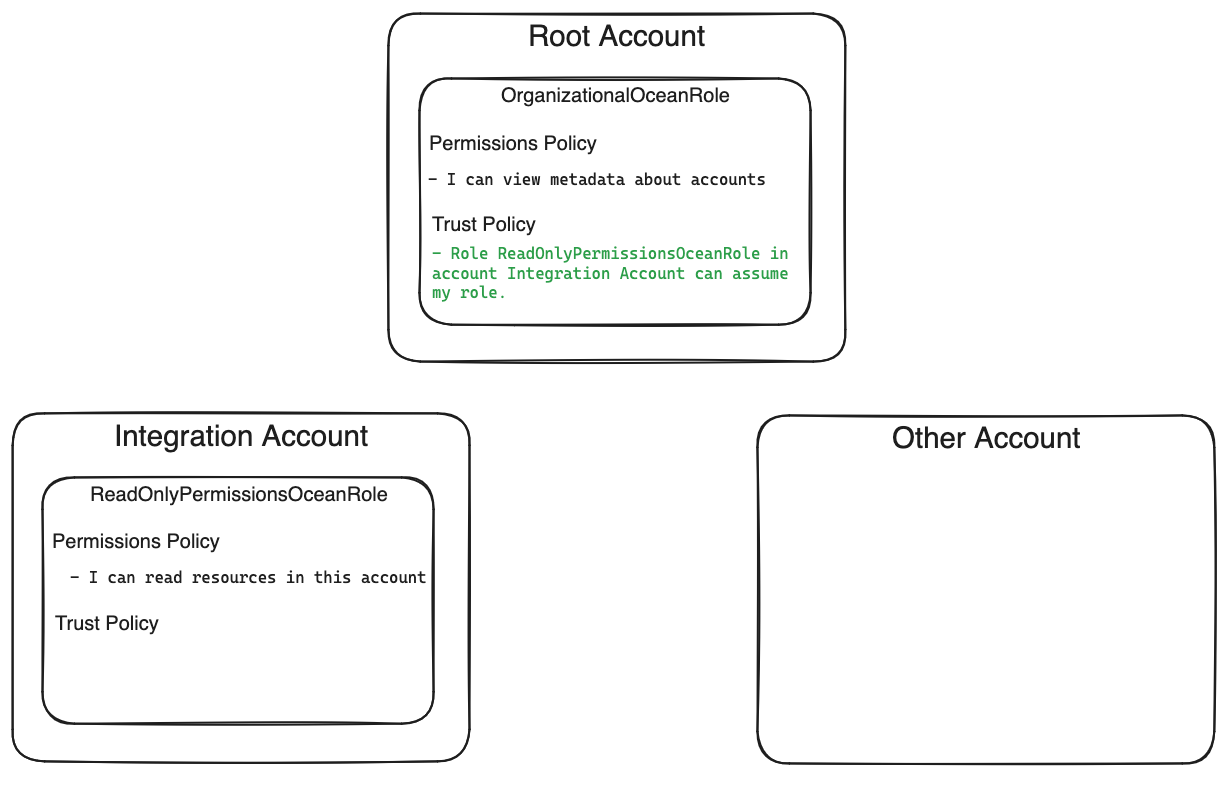 Root Account
OrganizationalOceanRole
Permissions Policy
- I can view metadata about accounts
Trust Policy
- Role ReadOnlyPermissionsOceanRole in
account Integration Account can assume
my role.
Integration Account
ReadOnlyPermissionsOceanRole
Permissions Policy
- I can read resources in this account
Trust Policy
Other Account